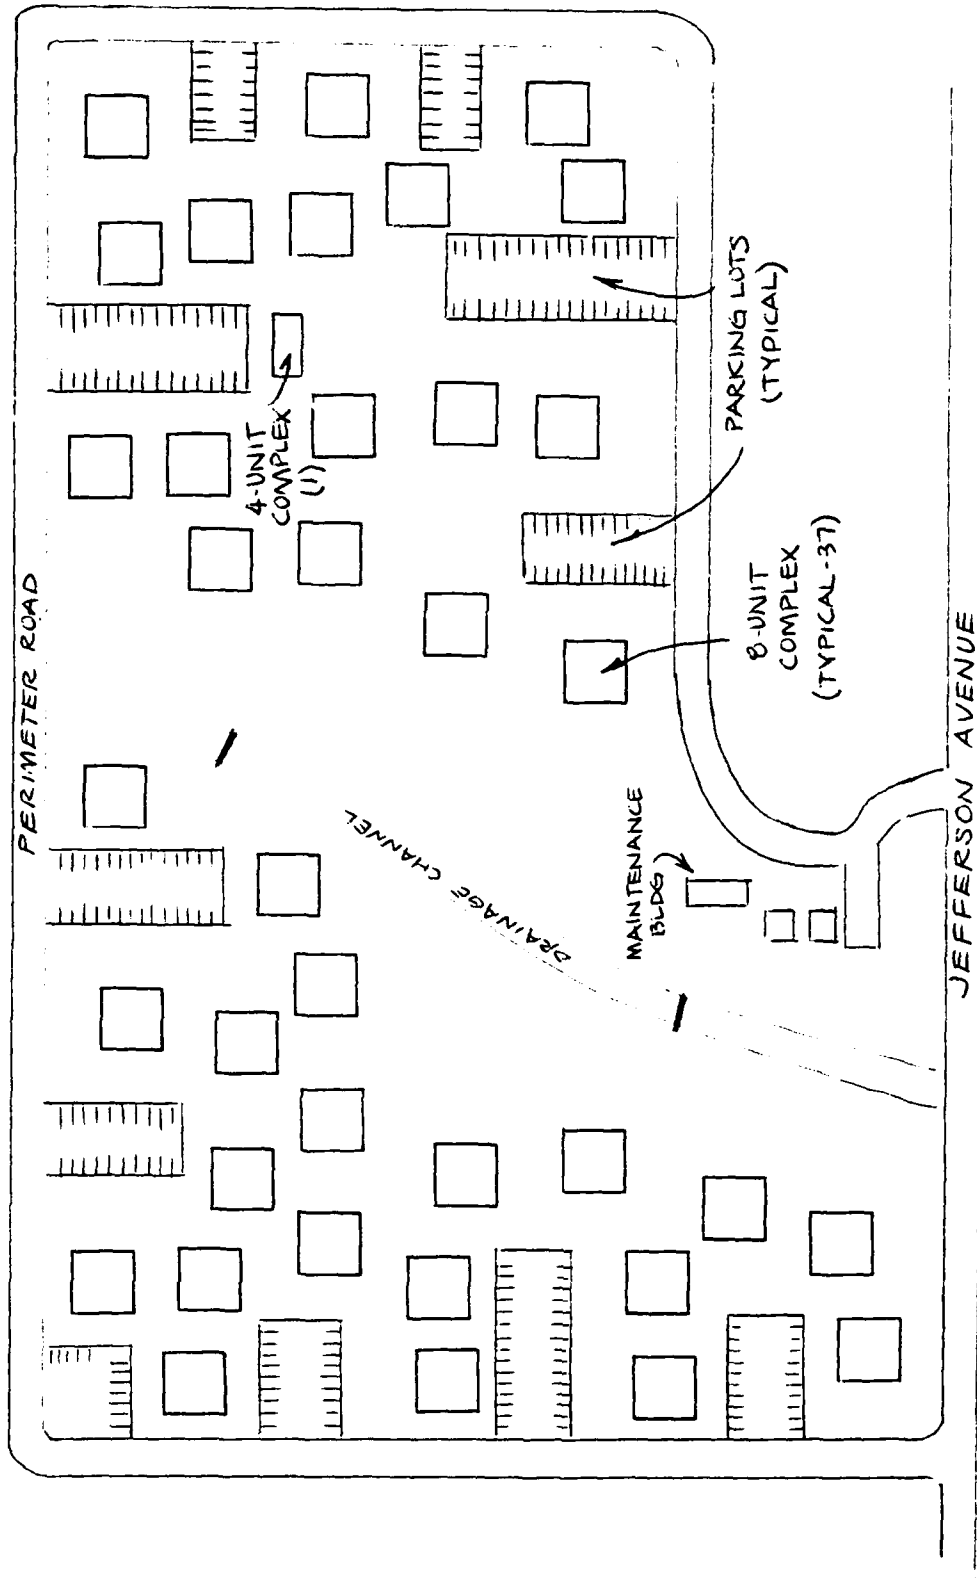 PERIMETER ROAD
4-UNIT
COMPLEX
(1)
PARKING LOTS
(TYPICAL)
8-UNIT
COMPLEX
(TYPICAL-37)
DRAINAGE CHANNEL
MAINTENANCE
BLDG
JEFFERSON AVENUE